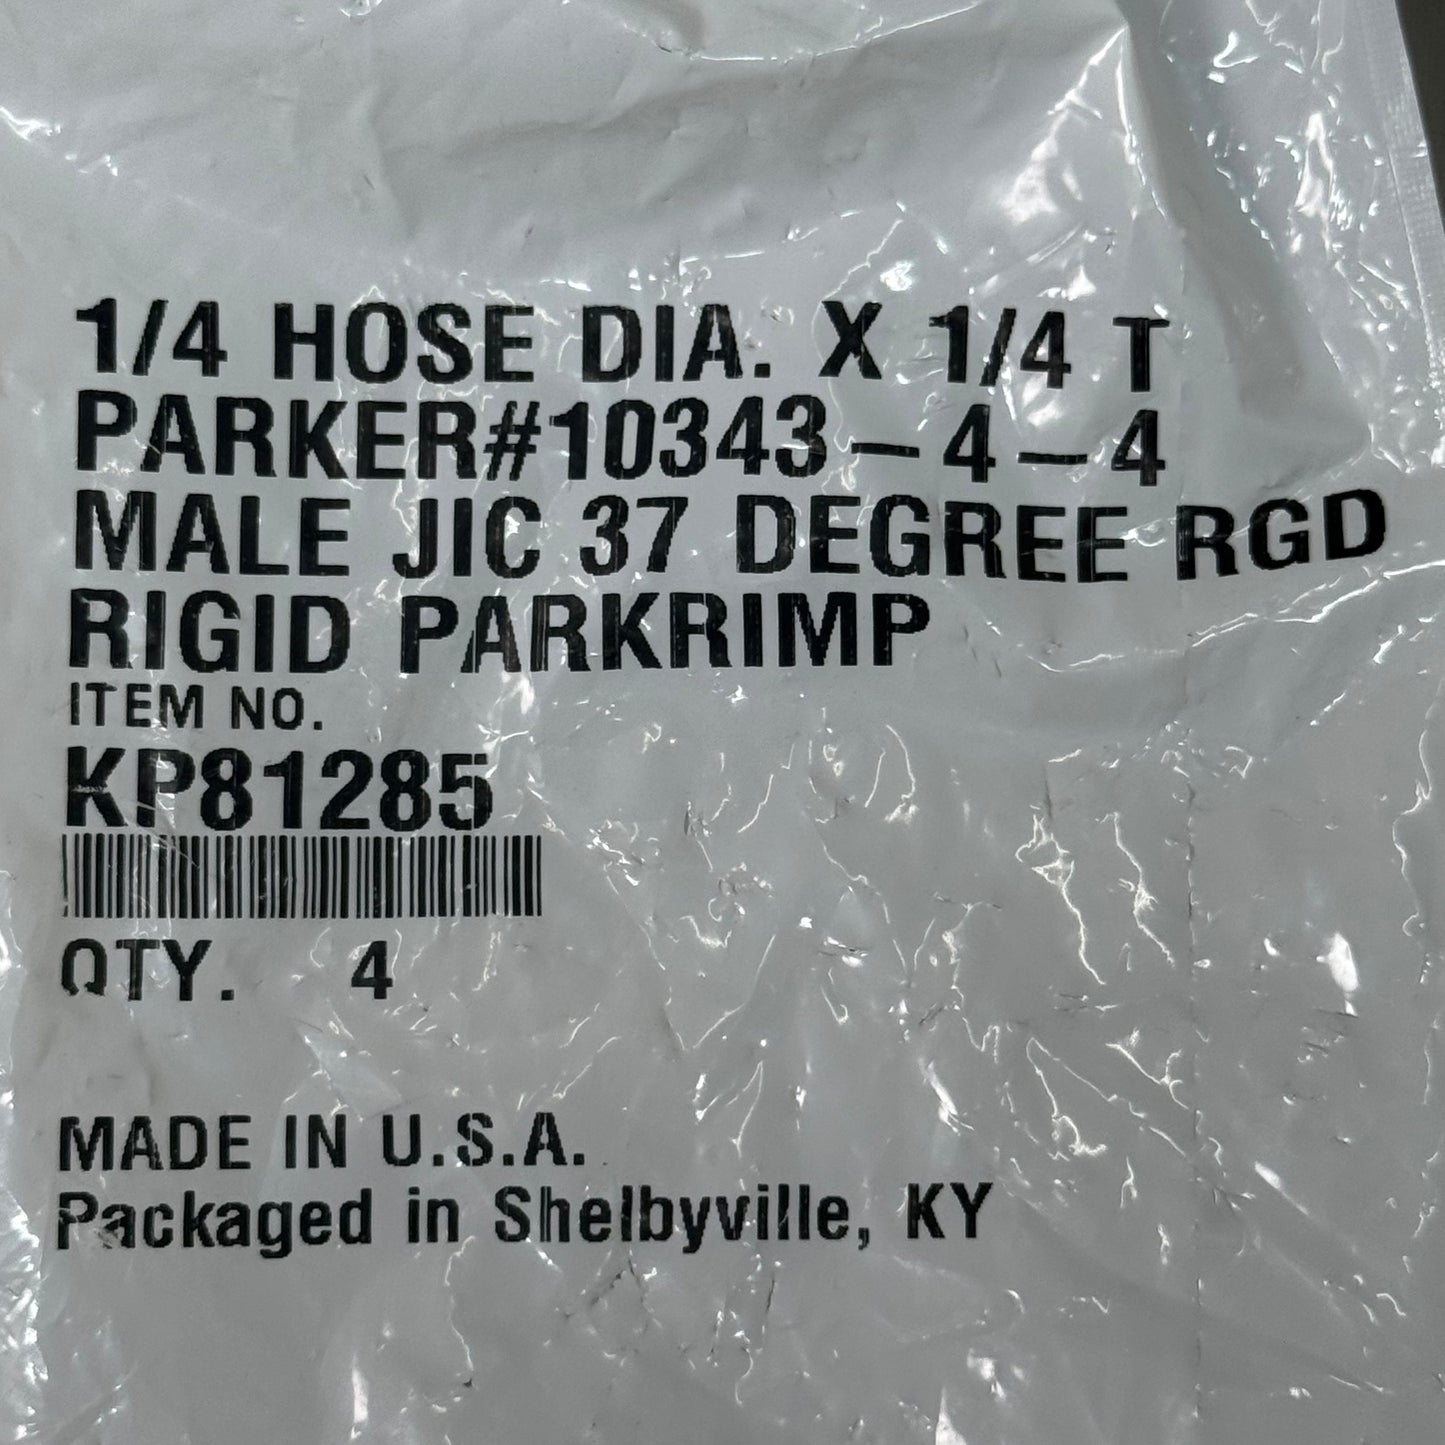 1/4 HOSE DIA. X 1/4 T
PARKER#10343-4-4
MALE JIC 37 DEGREE RGD
RIGID PARKRIMP
ITEM NO.
KP81285
QTY. 4
MADE IN U.S.A.
Packaged in Shelbyville, KY